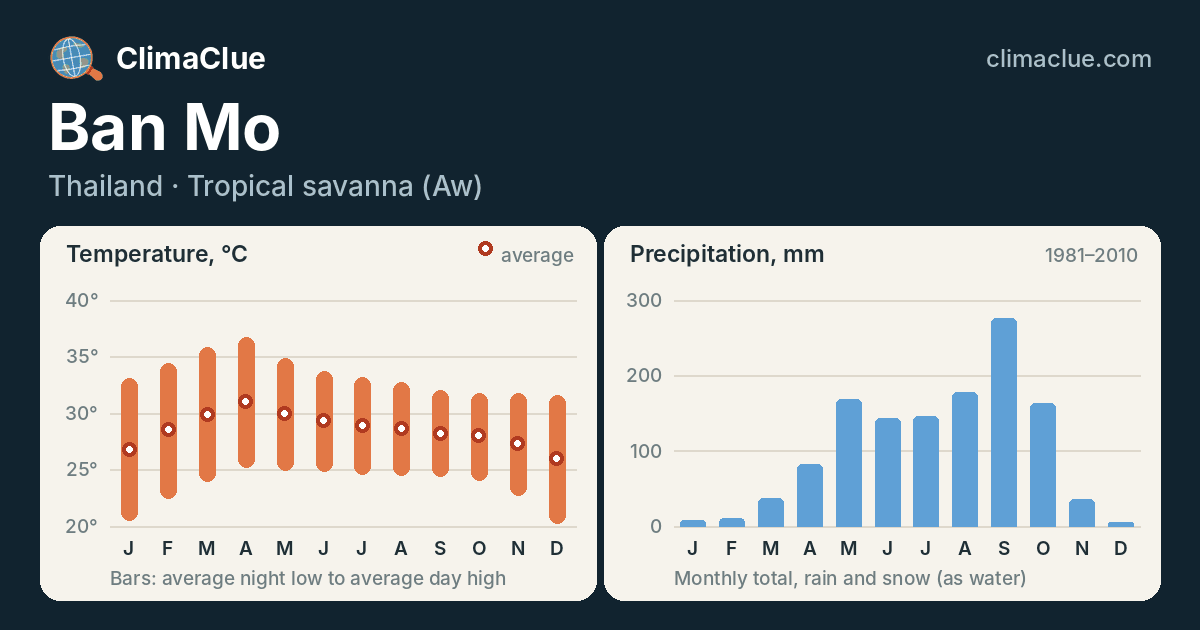 ClimaClue
climaclue.com
Ban Mo
Thailand · Tropical savanna (Aw)
Temperature, °C
average
40°
35°
30°
25°
20°
J F M A M J J A S O N D
Bars: average night low to average day high
Precipitation, mm
1981–2010
300
200
100
0
J F M A M J J A S O N D
Monthly total, rain and snow (as water)